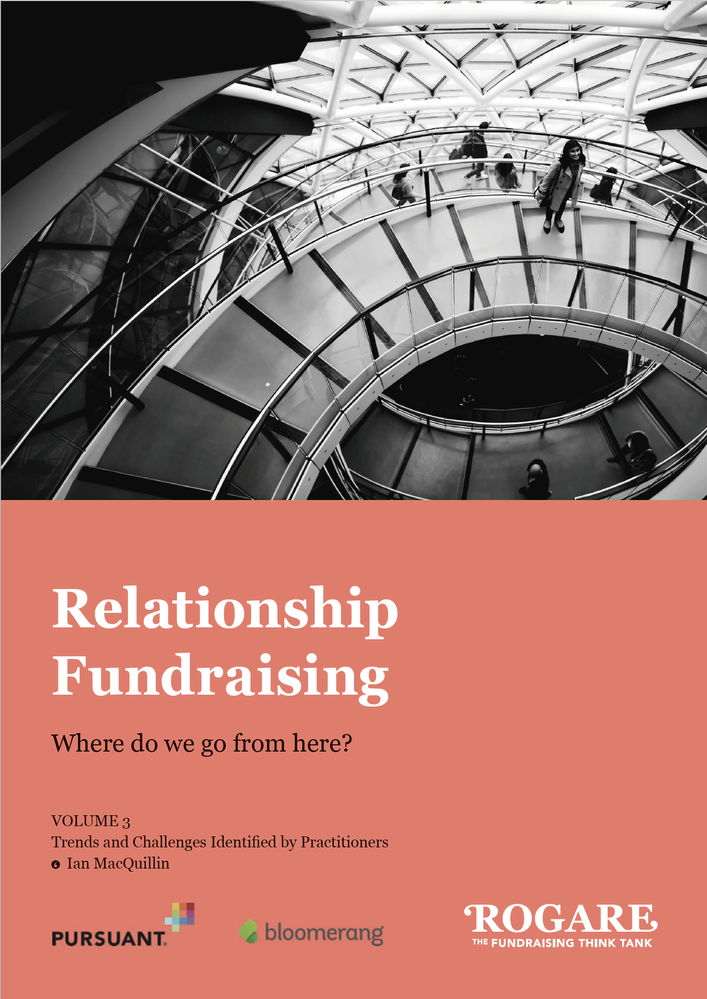 Relationship
Fundraising
Where do we go from here?
VOLUME 3
Trends and Challenges Identified by Practitioners
Ian MacQuillin
PURSUANT®
bloomerang
ROGARE
THE FUNDRAISING THINK TANK